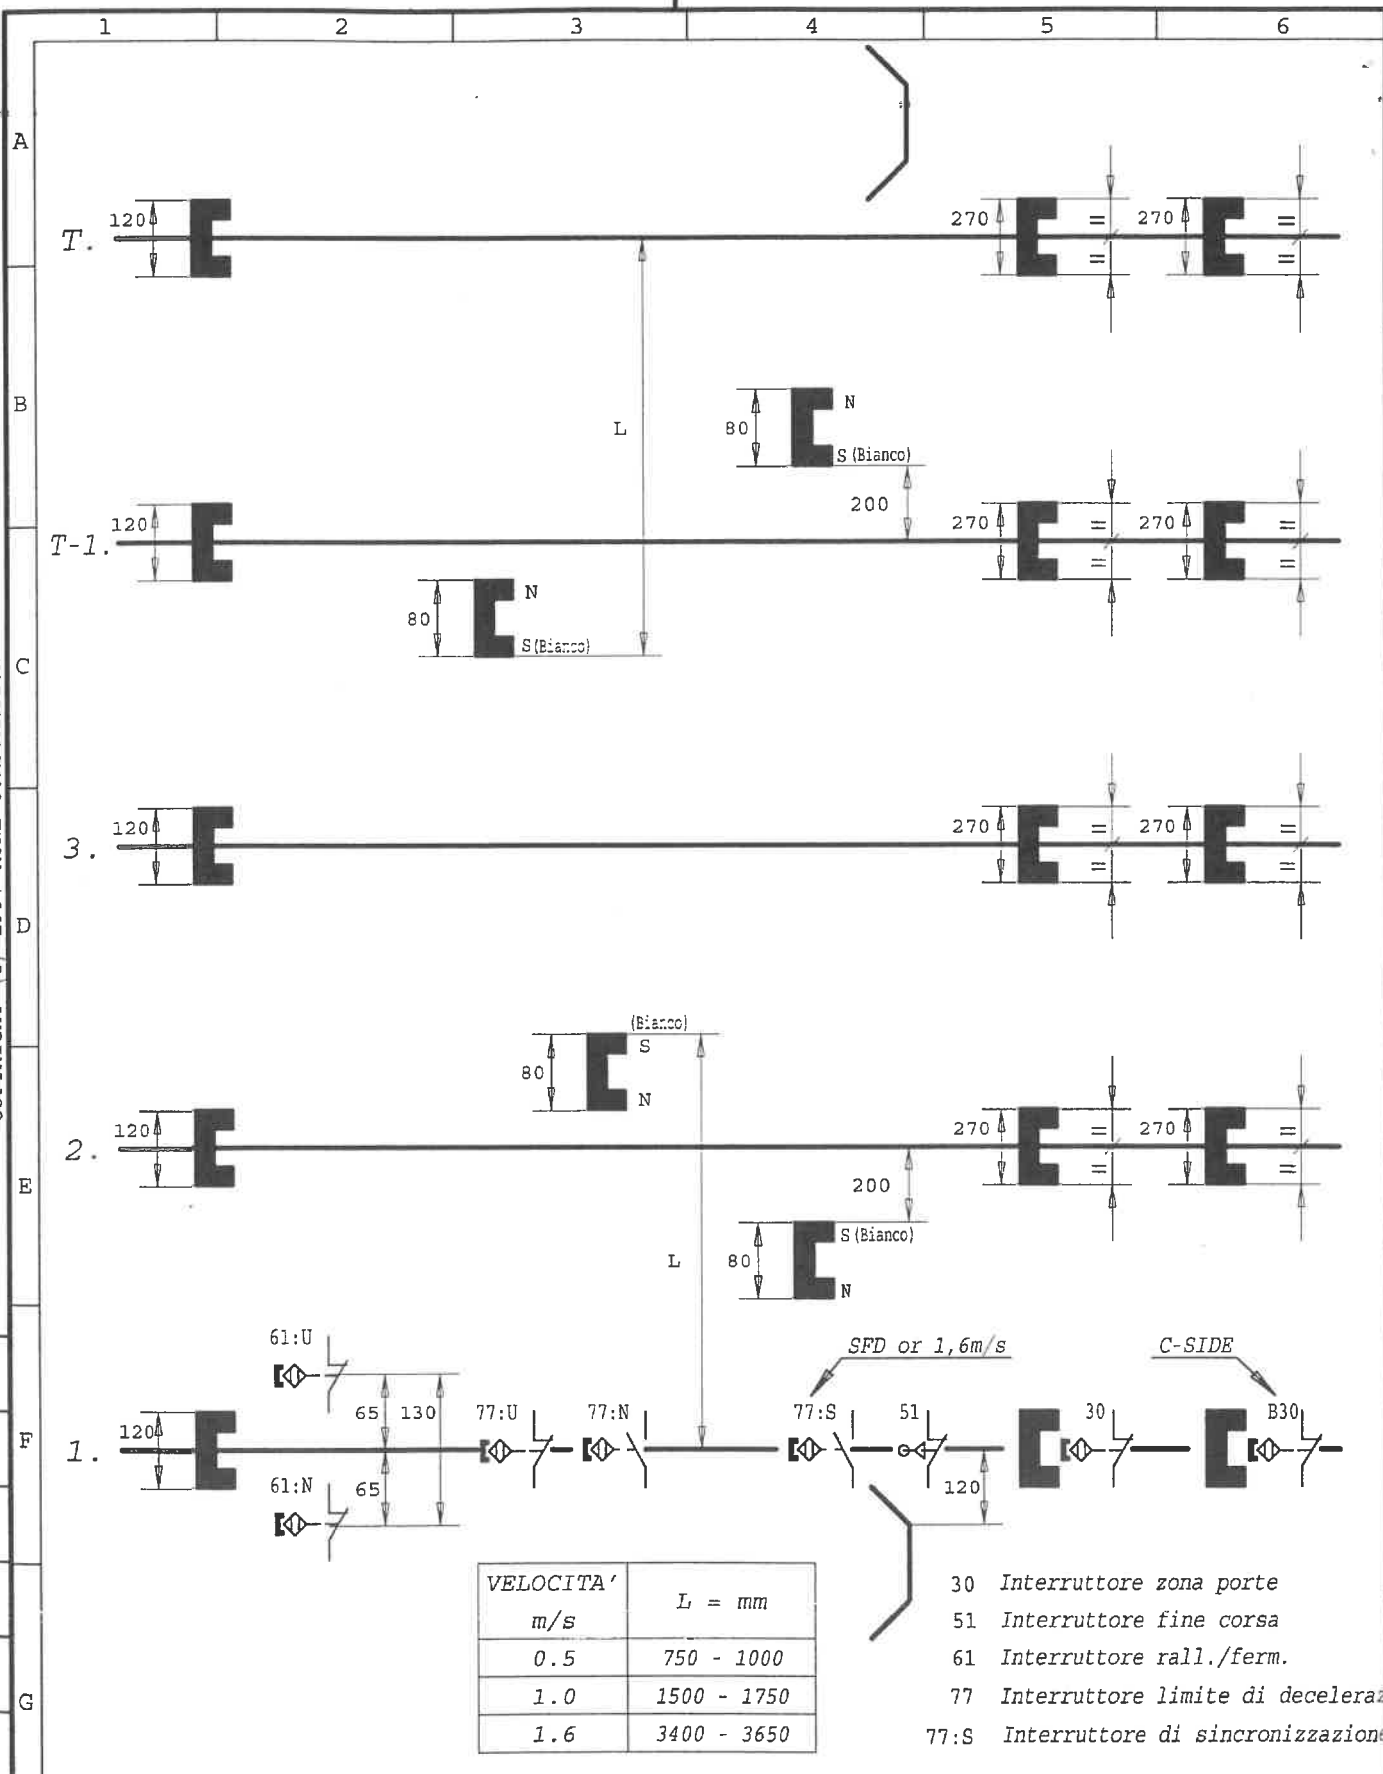 1 2 3 4 5 6
A
T. 120 270 = 270 =
= =
B
N
L 80
S (Bianco)
200
T-1. 120 270 = 270 =
= =
N
80
S (Bianco)
C
3. 120 270 = 270 =
= =
D
(Bianco)
S
80
N
2. 120 270 = 270 =
= =
E
200
S (Bianco)
L 80
N
61:U
SFD or 1,6m/s C-SIDE
F
1. 120 65 130 77:U 77:N 77:S 51 30 B30
61:N 65 120
VELOCITA' m/s L = mm
0.5 750 - 1000
1.0 1500 - 1750
1.6 3400 - 3650
30 Interruttore zona porte
51 Interruttore fine corsa
61 Interruttore rall./ferm.
77 Interruttore limite di deceleraz
77:S Interruttore di sincronizzazion
G